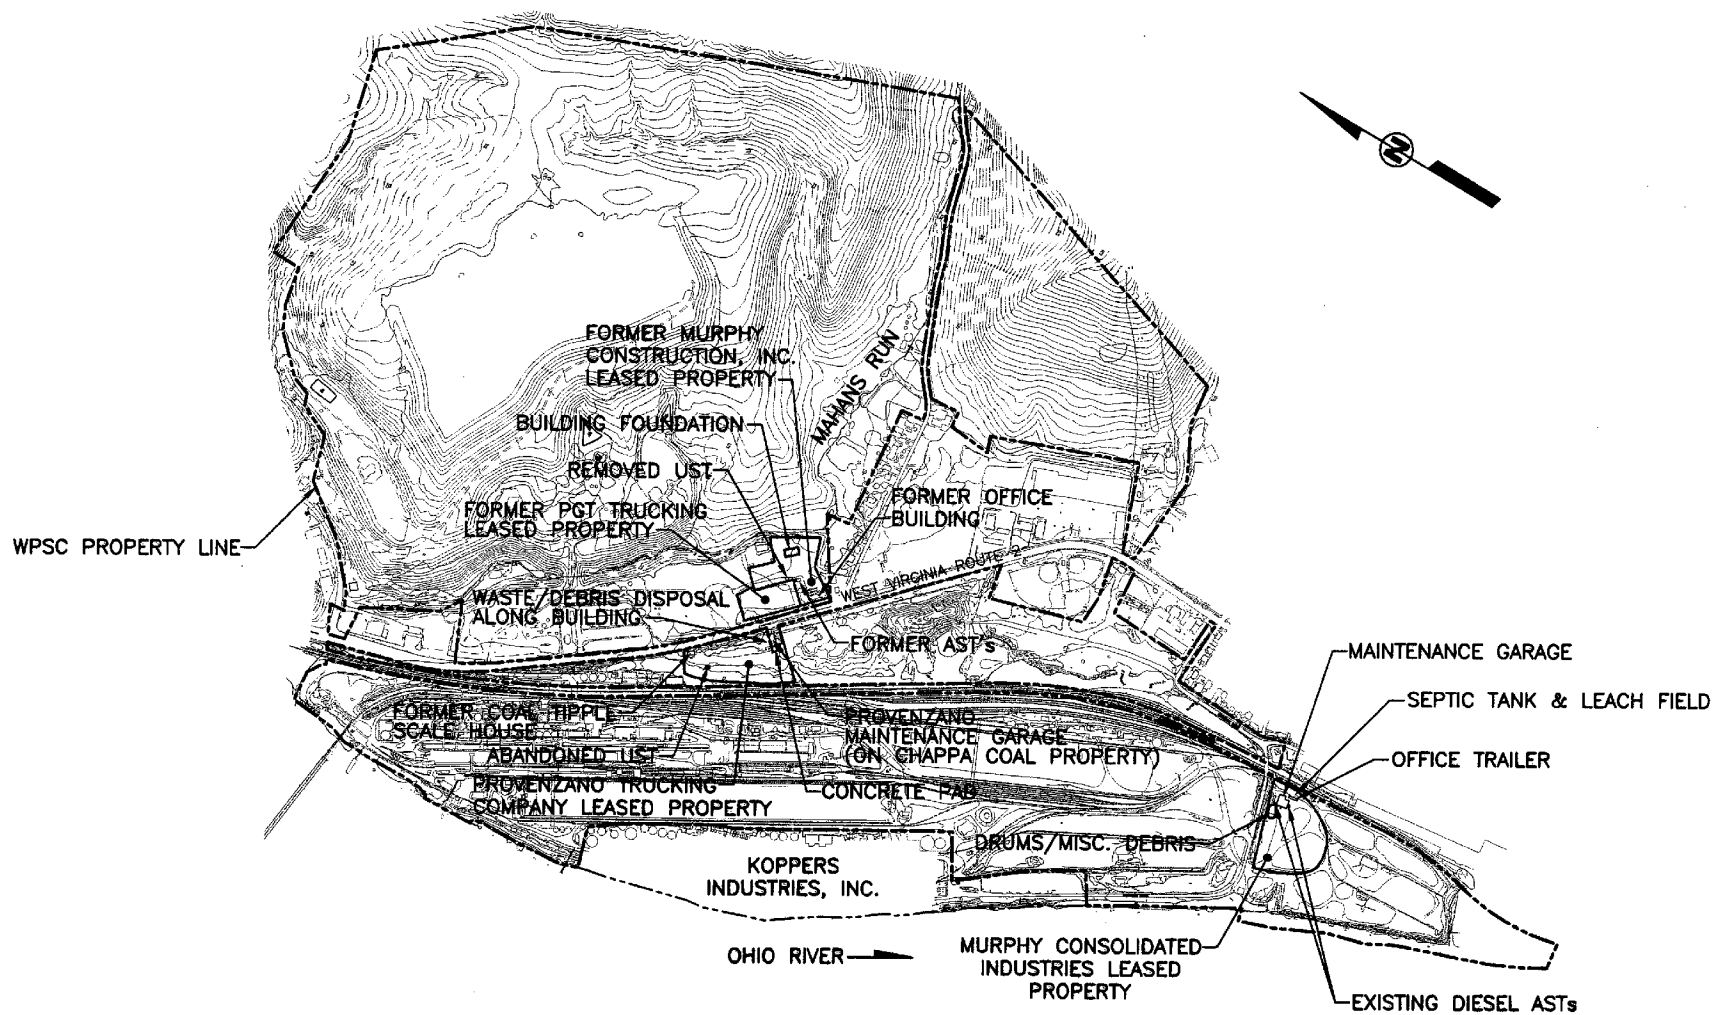 N
FORMER MURPHY
CONSTRUCTION, INC.
LEASED PROPERTY
MAHANS RUN
BUILDING FOUNDATION
REMOVED UST
FORMER PGT TRUCKING
LEASED PROPERTY
FORMER OFFICE
BUILDING
WPSC PROPERTY LINE
WEST VIRGINIA ROUTE 2
WASTE/DEBRIS DISPOSAL
ALONG BUILDING
FORMER AST's
MAINTENANCE GARAGE
SEPTIC TANK & LEACH FIELD
OFFICE TRAILER
FORMER COAL TIPPLE
SCALE HOUSE
ABANDONED UST
PROVENZANO
MAINTENANCE GARAGE
(ON CHAPPA COAL PROPERTY)
PROVENZANO TRUCKING
COMPANY LEASED PROPERTY
CONCRETE PAD
DRUMS/MISC. DEBRIS
KOPPERS
INDUSTRIES, INC.
OHIO RIVER
MURPHY CONSOLIDATED
INDUSTRIES LEASED
PROPERTY
EXISTING DIESEL ASTs